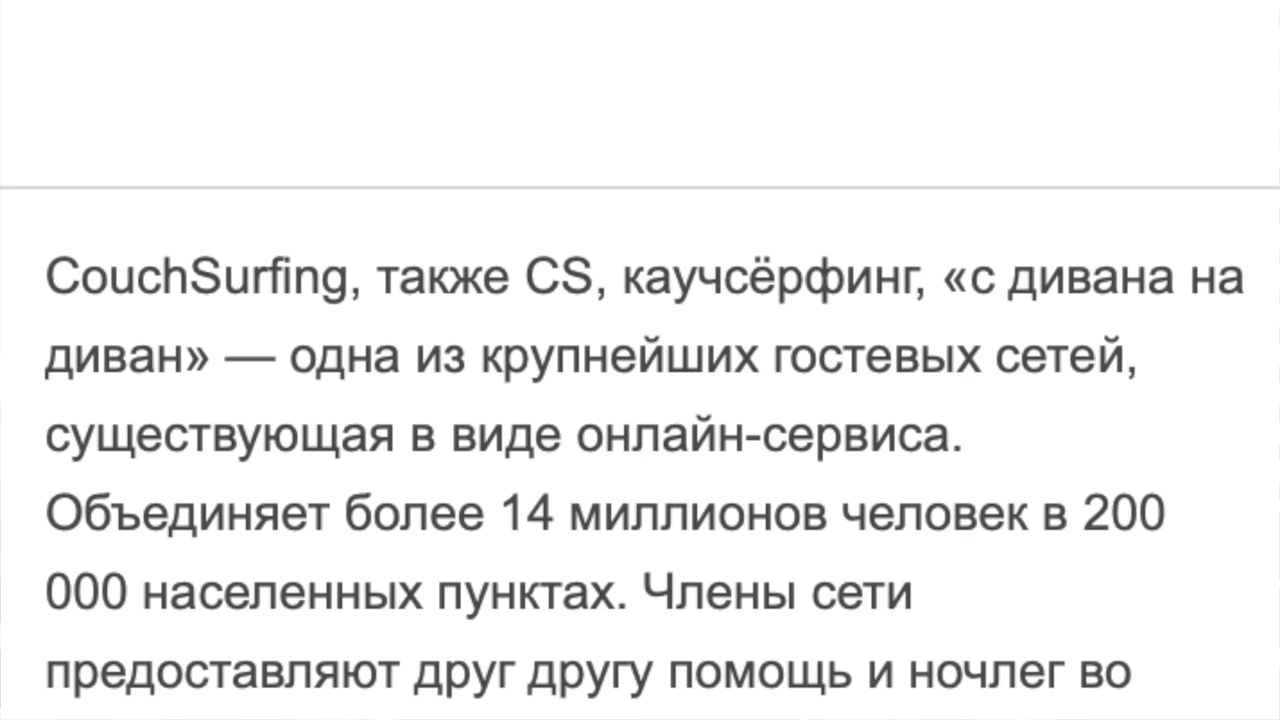 CouchSurfing, также CS, каучсёрфинг, «с дивана на
диван» — одна из крупнейших гостевых сетей,
существующая в виде онлайн-сервиса.
Объединяет более 14 миллионов человек в 200
000 населенных пунктах. Члены сети
предоставляют друг другу помощь и ночлег во